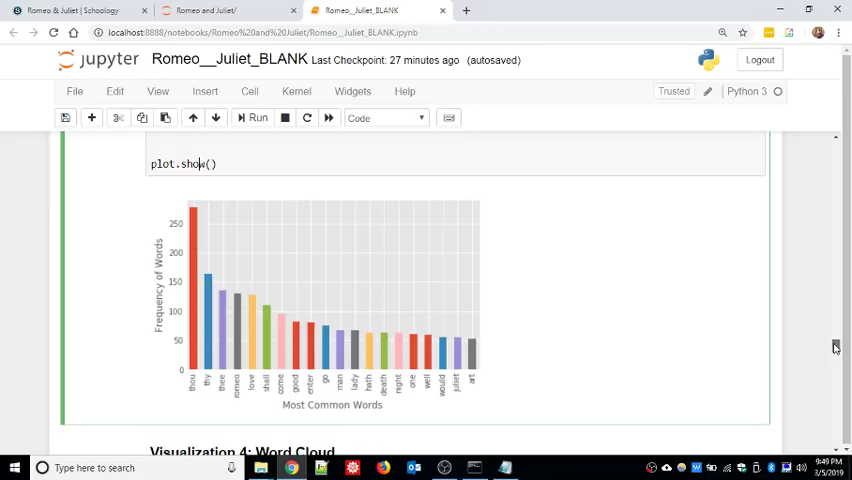 Romeo & Juliet | Schoology
Romeo and Juliet/
Romeo__Juliet_BLANK
localhost:8888/notebooks/Romeo%20and%20Juliet/Romeo__Juliet_BLANK.ipynb
jupyter Romeo__Juliet_BLANK Last Checkpoint: 27 minutes ago (autosaved)
Logout
File Edit View Insert Cell Kernel Widgets Help
Trusted
Python 3
Run
Code
plot.show()
250
200
150
100
50
0
Frequency of Words
thou
thy
thee
romeo
love
shall
come
good
enter
go
man
lady
hath
death
night
one
well
would
juliet
art
Most Common Words
Visualization 4: Word Cloud
Type here to search
9:49 PM
3/5/2019